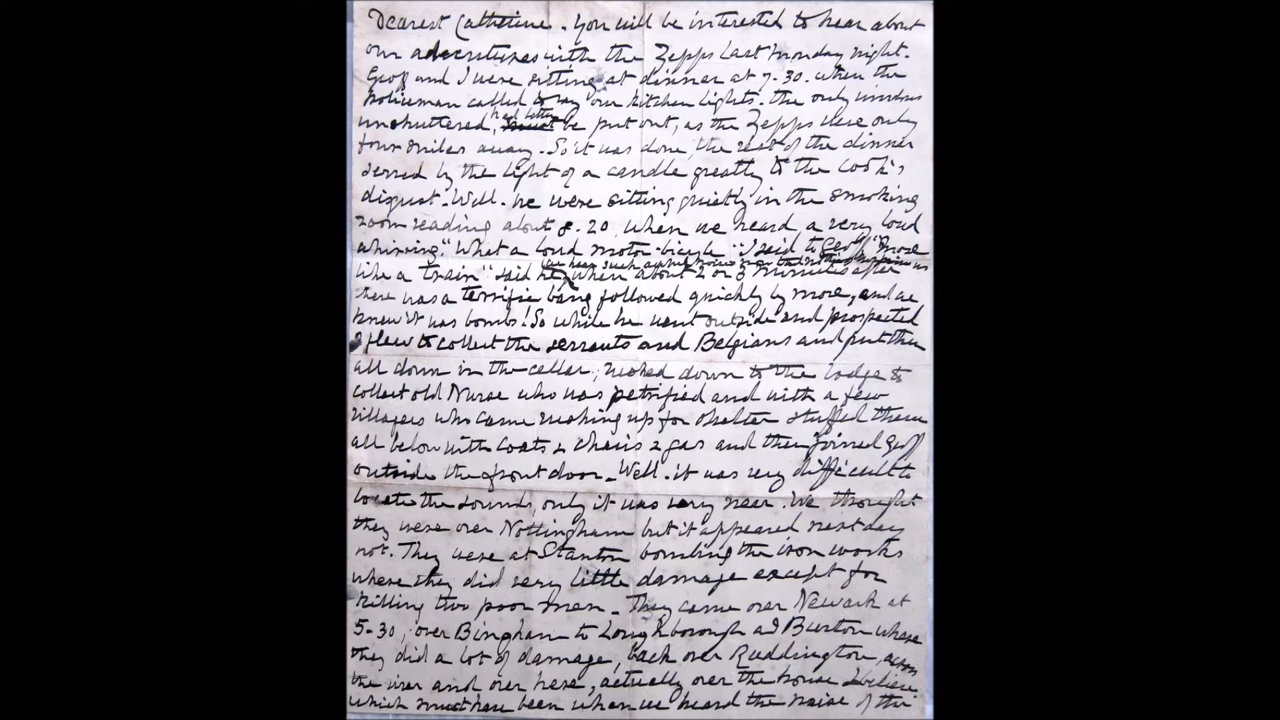 Dearest Catherine. You will be interested to hear about
our adventures with the Zepps last Monday night.
Geoff and I were sitting at dinner at 7-30. when the
Policeman called to say our kitchen lights. the only windows
unshuttered, had better must be put out, as the Zepps were only
four miles away. So it was done, the rest of the dinner
served by the light of a candle greatly to the cook's
disgust. Well. we were sitting quietly in the smoking
room reading about 8-20, when we heard a very loud
whirring. "What a loud motor-bicycle" I said to Geoff "More
like a train" said he, when about 2 or 3 minutes after
there was a terrific bang followed quickly by more, and we
knew it was bombs! So while he went outside and prospected
I flew to collect the servants and Belgians and put them
all down in the cellar, rushed down to the lodge to
collect old Nurse who was petrified and with a few
villagers who came rushing up for shelter stuffed them
all below with coats & chairs & gas and then joined Geoff
outside the front door. Well. it was very difficult to
locate the sounds, only it was very near. We thought
they were over Nottingham but it appeared next day
not. They were at Stanton bombing the iron works
where they did very little damage except for
killing two poor men. They came over Newark at
5-30, over Bingham to Loughborough and Burton where
they did a lot of damage, back over Ruddington, across
the river and over here, actually over the house I believe
which must have been when we heard the noise of the